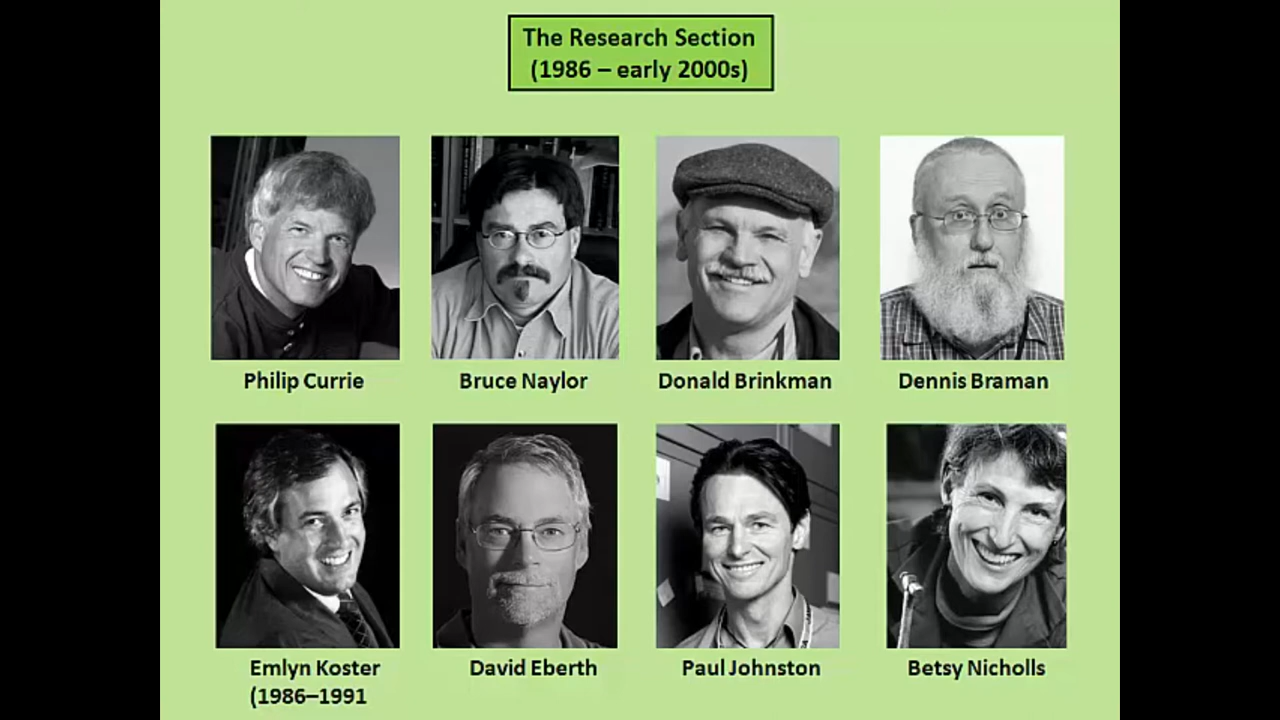 The Research Section
(1986 – early 2000s)
Philip Currie
Bruce Naylor
Donald Brinkman
Dennis Braman
Emlyn Koster
(1986–1991
David Eberth
Paul Johnston
Betsy Nicholls